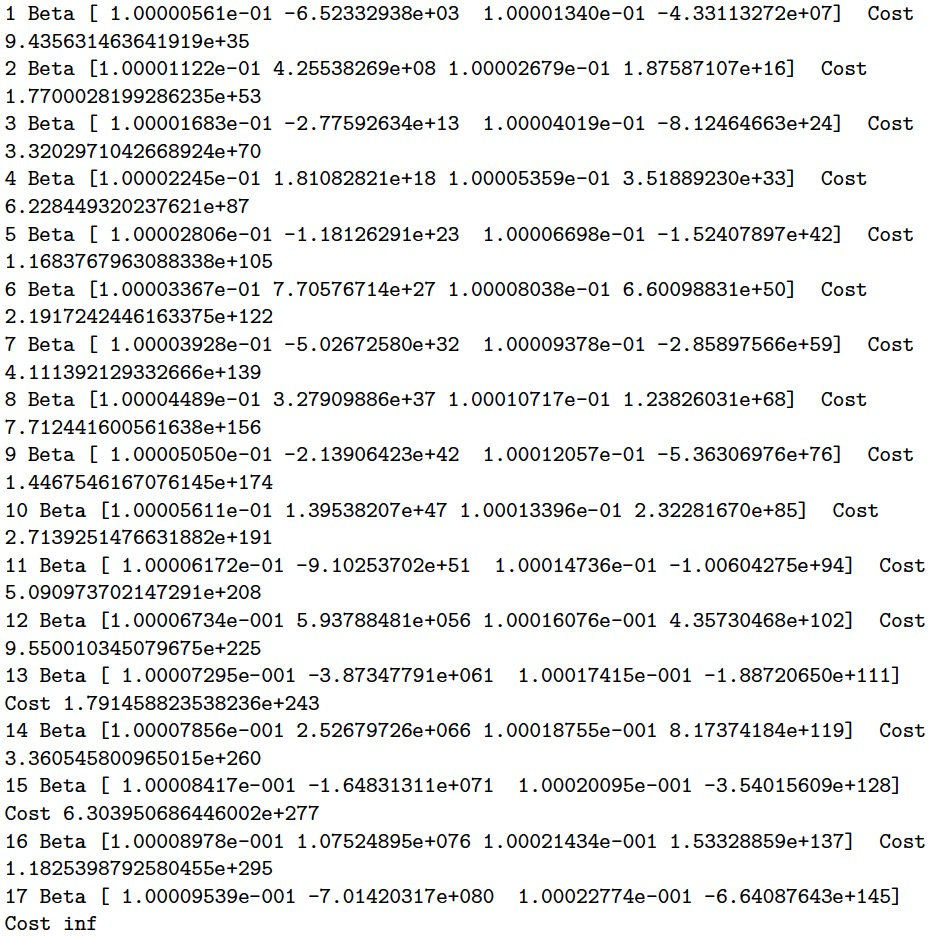 1 Beta [ 1.00000561e-01 -6.52332938e+03  1.00001340e-01 -4.33113272e+07]  Cost
9.435631463641919e+35
2 Beta [1.00001122e-01 4.25538269e+08 1.00002679e-01 1.87587107e+16]  Cost
1.7700028199286235e+53
3 Beta [ 1.00001683e-01 -2.77592634e+13  1.00004019e-01 -8.12464663e+24]  Cost
3.3202971042668924e+70
4 Beta [1.00002245e-01 1.81082821e+18 1.00005359e-01 3.51889230e+33]  Cost
6.228449320237621e+87
5 Beta [ 1.00002806e-01 -1.18126291e+23  1.00006698e-01 -1.52407897e+42]  Cost
1.1683767963088338e+105
6 Beta [1.00003367e-01 7.70576714e+27 1.00008038e-01 6.60098831e+50]  Cost
2.1917242446163375e+122
7 Beta [ 1.00003928e-01 -5.02672580e+32  1.00009378e-01 -2.85897566e+59]  Cost
4.111392129332666e+139
8 Beta [1.00004489e-01 3.27909886e+37 1.00010717e-01 1.23826031e+68]  Cost
7.712441600561638e+156
9 Beta [ 1.00005050e-01 -2.13906423e+42  1.00012057e-01 -5.36306976e+76]  Cost
1.4467546167076145e+174
10 Beta [1.00005611e-01 1.39538207e+47 1.00013396e-01 2.32281670e+85]  Cost
2.7139251476631882e+191
11 Beta [ 1.00006172e-01 -9.10253702e+51  1.00014736e-01 -1.00604275e+94]  Cost
5.090973702147291e+208
12 Beta [1.00006734e-001 5.93788481e+056 1.00016076e-001 4.35730468e+102]  Cost
9.550010345079675e+225
13 Beta [ 1.00007295e-001 -3.87347791e+061  1.00017415e-001 -1.88720650e+111]
Cost 1.791458823538236e+243
14 Beta [1.00007856e-001 2.52679726e+066 1.00018755e-001 8.17374184e+119]  Cost
3.360545800965015e+260
15 Beta [ 1.00008417e-001 -1.64831311e+071  1.00020095e-001 -3.54015609e+128]
Cost 6.303950686446002e+277
16 Beta [1.00008978e-001 1.07524895e+076 1.00021434e-001 1.53328859e+137]  Cost
1.1825398792580455e+295
17 Beta [ 1.00009539e-001 -7.01420317e+080  1.00022774e-001 -6.64087643e+145]
Cost inf